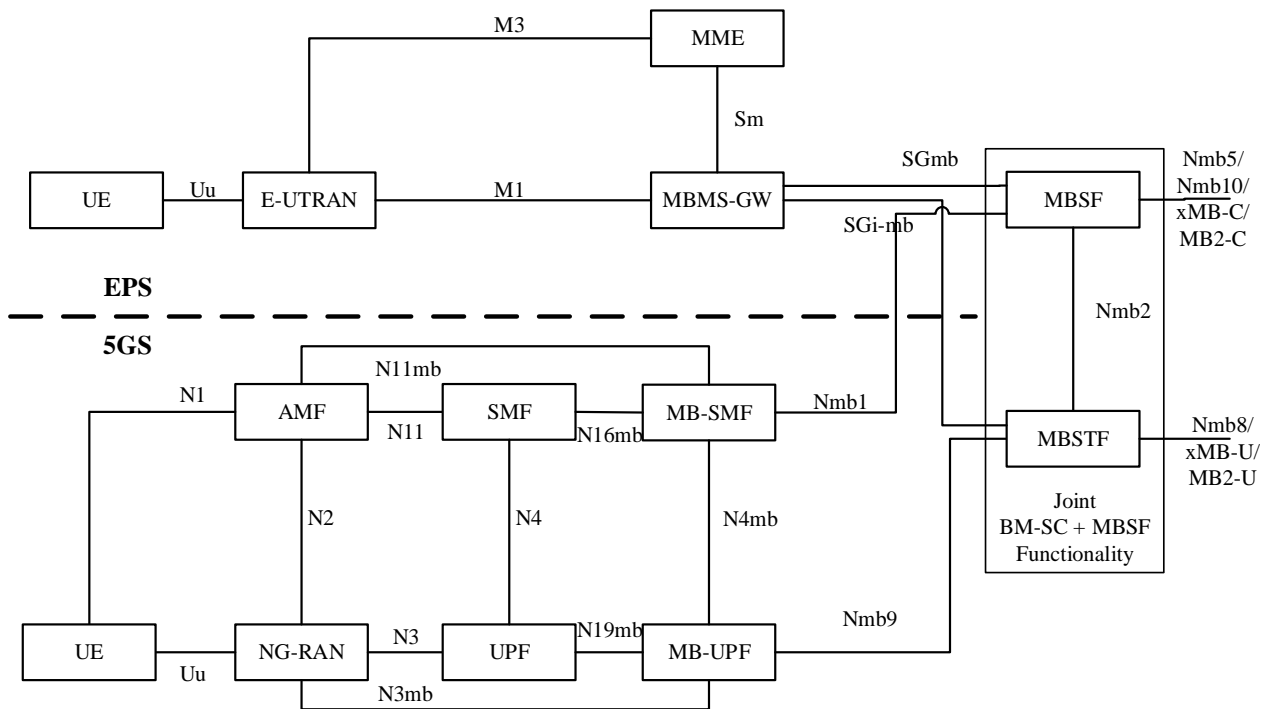 M3
MME
Sm
SGmb
Nmb5/
Nmb10/
xMB-C/
MB2-C
UE
Uu
E-UTRAN
M1
MBMS-GW
MBSF
SGi-mb
EPS
Nmb2
5GS
N11mb
N1
AMF
SMF
MB-SMF
Nmb1
N11
N16mb
MBSTF
Nmb8/
xMB-U/
MB2-U
Joint
BM-SC + MBSF
Functionality
N2
N4
N4mb
Nmb9
UE
Uu
NG-RAN
N3
UPF
N19mb
MB-UPF
N3mb